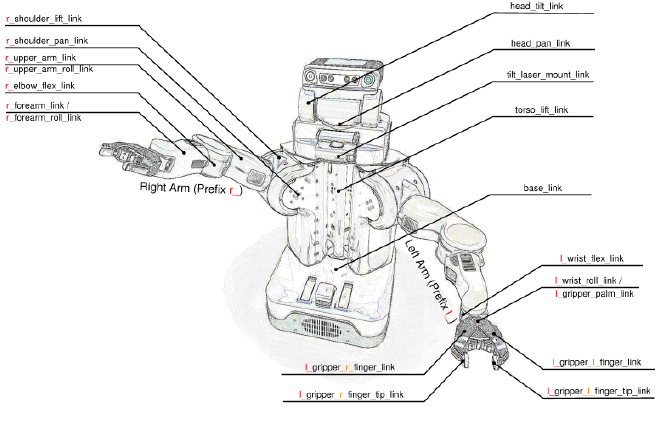 r_shoulder_lift_link
r_shoulder_pan_link
r_upper_arm_link
r_upper_arm_roll_link
r_elbow_flex_link
r_forearm_link /
r_forearm_roll_link
Right Arm (Prefix r_)
head_tilt_link
head_pan_link
tilt_laser_mount_link
torso_lift_link
base_link
Left Arm (Prefix l_)
l_wrist_flex_link
l_wrist_roll_link /
l_gripper_palm_link
l_gripper_r_finger_link
l_gripper_l_finger_link
l_gripper_r_finger_tip_link
l_gripper_l_finger_tip_link